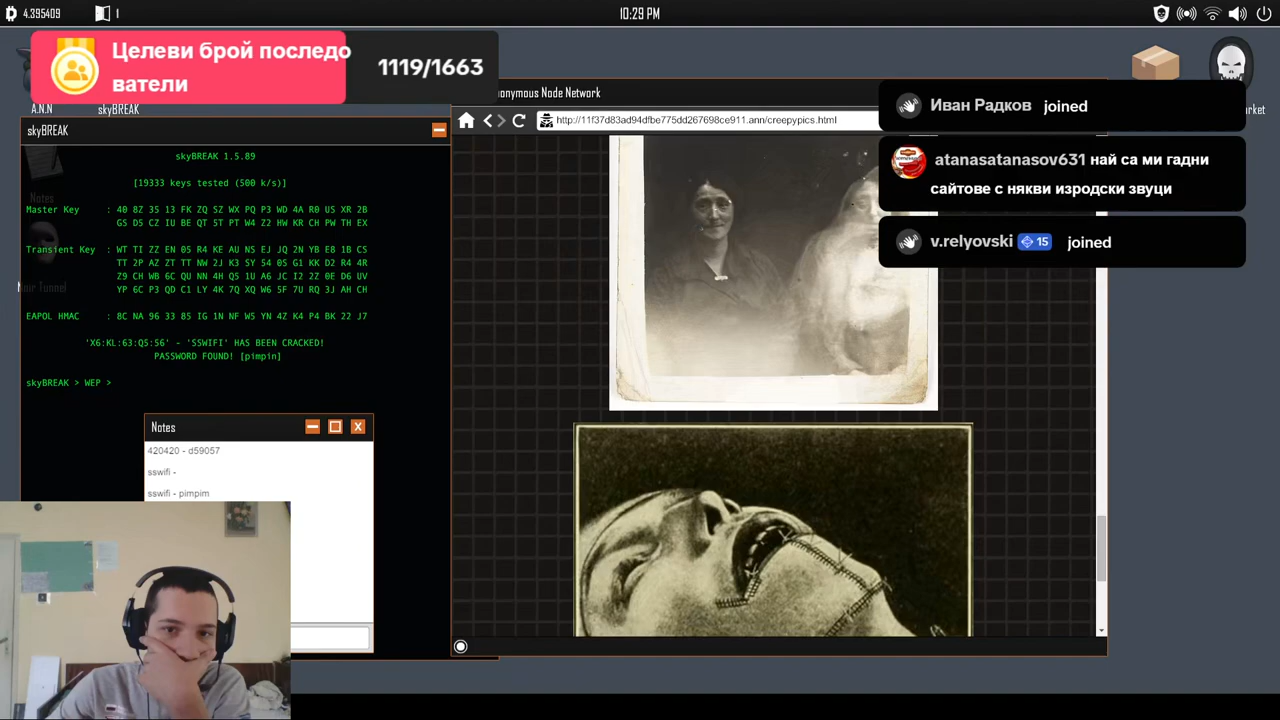 4.395409
1
10:29 PM
Целеви брой последо
ватели
1119/1663
A.N.N
skyBREAK
onymous Node Network
http://11f37d83ad94dfbe775dd267698ce911.ann/creepypics.html
Иван Радков joined
atanasatanasov631 най са ми гадни
сайтове с някви изродски звуци
v.relyovski 15 joined
rket
skyBREAK
skyBREAK 1.5.89
[19333 keys tested (500 k/s)]
Master Key : 40 8Z 35 13 FK ZQ SZ WX PQ P3 WD 4A R0 US XR 2B
GS D5 CZ IU BE QT 5T PT W4 Z2 HW KR CH PW TH EX
Transient Key : WT TI ZZ EN 05 R4 KE AU NS EJ JQ 2N YB E8 1B CS
TT 2P AZ ZT TT NW 2J K3 SY 54 0S G1 KK D2 R4 4R
Z9 CH WB 6C QU NN 4H QS 1U A6 JC I2 2Z 0E D6 UV
YP 6C P3 QD C1 LY 4K 7Q XQ W6 5F 7U RQ 3J AH CH
EAPOL HMAC : 8C NA 96 33 85 IG 1N NF W5 YN 4Z K4 P4 BK 22 J7
'X6:KL:63:Q5:56' - 'SSWIFI' HAS BEEN CRACKED!
PASSWORD FOUND! [pimpin]
skyBREAK > WEP >
Notes
Notes
420420 - d59057
sswifi -
sswifi - pimpim